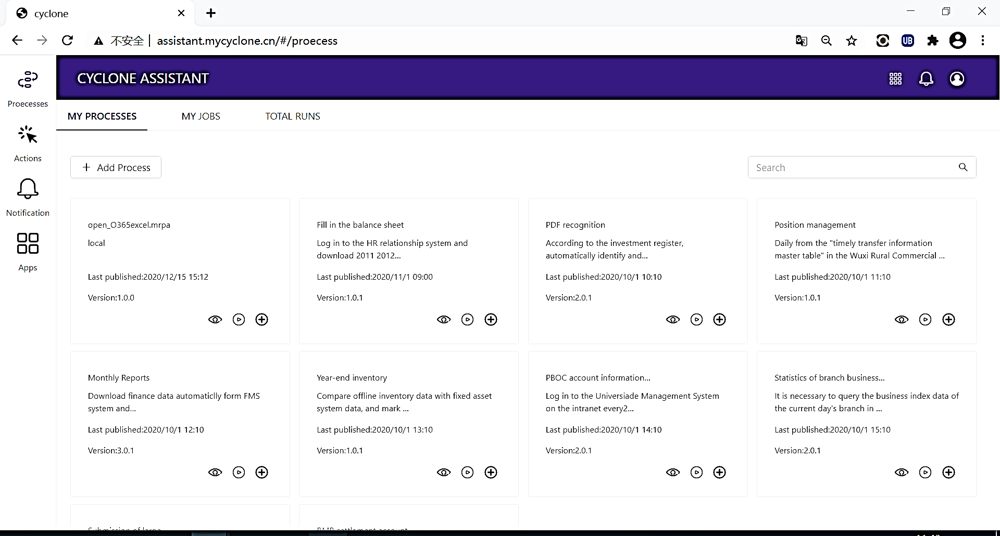 cyclone
不安全 | assistant.mycyclone.cn/#/proecess
UB
CYCLONE ASSISTANT
Proecesses
Actions
Notification
Apps
MY PROCESSES
MY JOBS
TOTAL RUNS
+ Add Process
Search
open_O365excel.mrpa
local
Last published:2020/12/15 15:12
Version:1.0.0
Fill in the balance sheet
Log in to the HR relationship system and
download 2011 2012...
Last published:2020/11/1 09:00
Version:1.0.1
PDF recognition
According to the investment register,
automatically identify and...
Last published:2020/10/1 10:10
Version:2.0.1
Position management
Daily from the "timely transfer information
master table" in the Wuxi Rural Commercial ...
Last published:2020/10/1 11:10
Version:1.0.1
Monthly Reports
Download finance data automaticlly form FMS
system and...
Last published:2020/10/1 12:10
Version:3.0.1
Year-end inventory
Compare offline inventory data with fixed asset
system data, and mark ...
Last published:2020/10/1 13:10
Version:1.0.1
PBOC account information...
Log in to the Universiade Management System
on the intranet every2...
Last published:2020/10/1 14:10
Version:2.0.1
Statistics of branch business...
It is necessary to query the business index data of
the current day's branch in ...
Last published:2020/10/1 15:10
Version:2.0.1
Submission of large
RMB settlement account